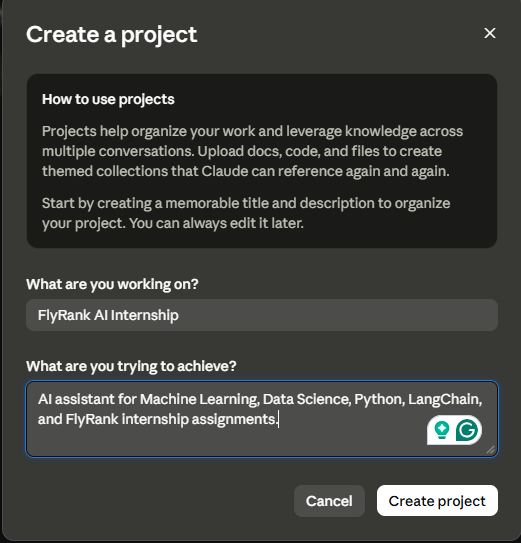 Create a project
How to use projects
Projects help organize your work and leverage knowledge across
multiple conversations. Upload docs, code, and files to create
themed collections that Claude can reference again and again.
Start by creating a memorable title and description to organize
your project. You can always edit it later.
What are you working on?
FlyRank AI Internship
What are you trying to achieve?
AI assistant for Machine Learning, Data Science, Python, LangChain,
and FlyRank internship assignments.
Cancel
Create project